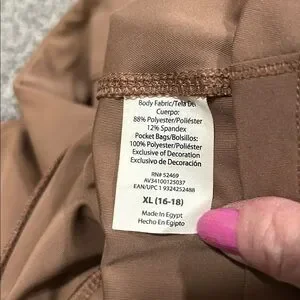 Body Fabric/Tela Del
Cuerpo:
88% Polyester/Poliéster
12% Spandex
Pocket Bags/Bolsillos:
100% Polyester/Poliéster
Exclusive of Decoration
Exclusivo de Decoración
RN# 52469
AV34100125037
EAN/UPC 1 9324252488
XL (16-18)
Made In Egypt
Hecho En Egipto